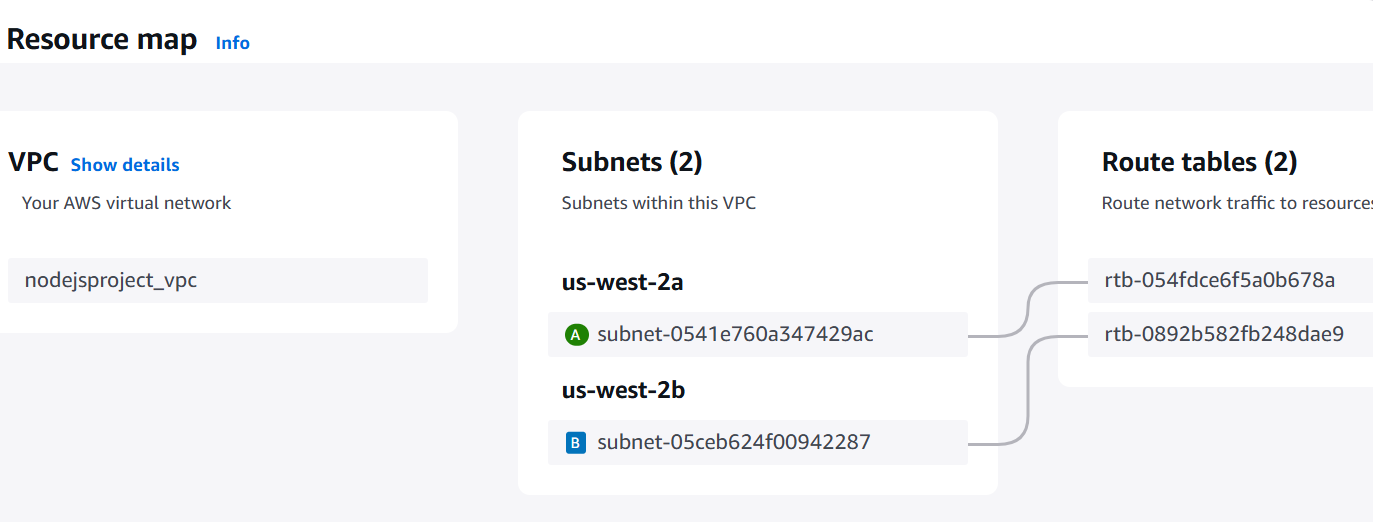 Resource map Info
VPC Show details
Your AWS virtual network
nodejsproject_vpc
Subnets (2)
Subnets within this VPC
us-west-2a
A subnet-0541e760a347429ac
us-west-2b
B subnet-05ceb624f00942287
Route tables (2)
Route network traffic to resources
rtb-054fdce6f5a0b678a
rtb-0892b582fb248dae9